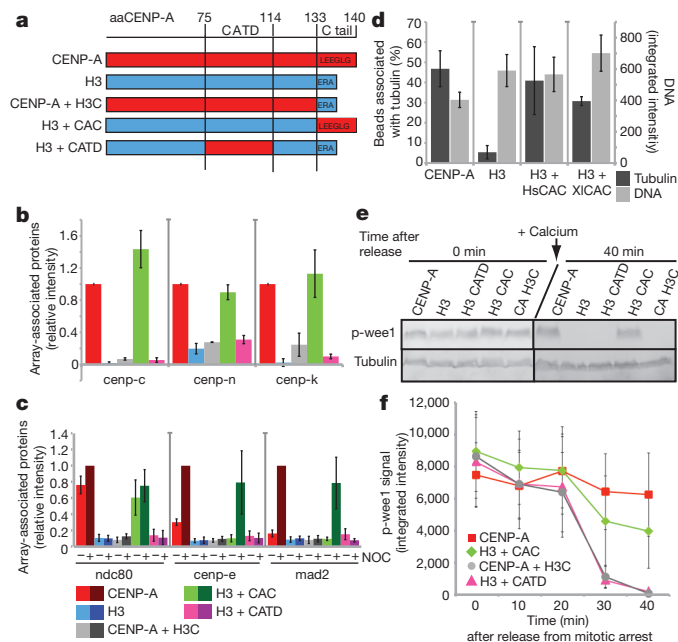 a
aaCENP-A 75 114 133 140
CATD C tail
CENP-A LEEGLG
H3 ERA
CENP-A + H3C ERA
H3 + CAC LEEGLG
H3 + CATD ERA
b
Array-associated proteins
(relative intensity)
1.6
1.2
0.8
0.4
0
cenp-c cenp-n cenp-k
c
Array-associated proteins
(relative intensity)
1.4
1.2
1.0
0.8
0.6
0.4
0.2
0
– + – + – + – + – + – + – + – + – + – + – + – + – + – + – + NOC
ndc80 cenp-e mad2
CENP-A
H3
CENP-A + H3C
H3 + CAC
H3 + CATD
d
Beads associated
with tubulin (%)
70
60
50
40
30
20
10
0
DNA
(integrated intensitiy)
800
600
400
200
0
CENP-A H3 H3 + HsCAC H3 + XlCAC
Tubulin
DNA
e
+ Calcium
Time after
release
0 min 40 min
CENP-A H3 H3 CATD H3 CAC CA H3C CENP-A H3 H3 CATD H3 CAC CA H3C
p-wee1
Tubulin
f
p-wee1 signal
(integrated intensity)
12,000
10,000
8,000
6,000
4,000
2,000
0
CENP-A
H3 + CAC
CENP-A + H3C
H3 + CATD
0 10 20 30 40
Time (min)
after release from mitotic arrest